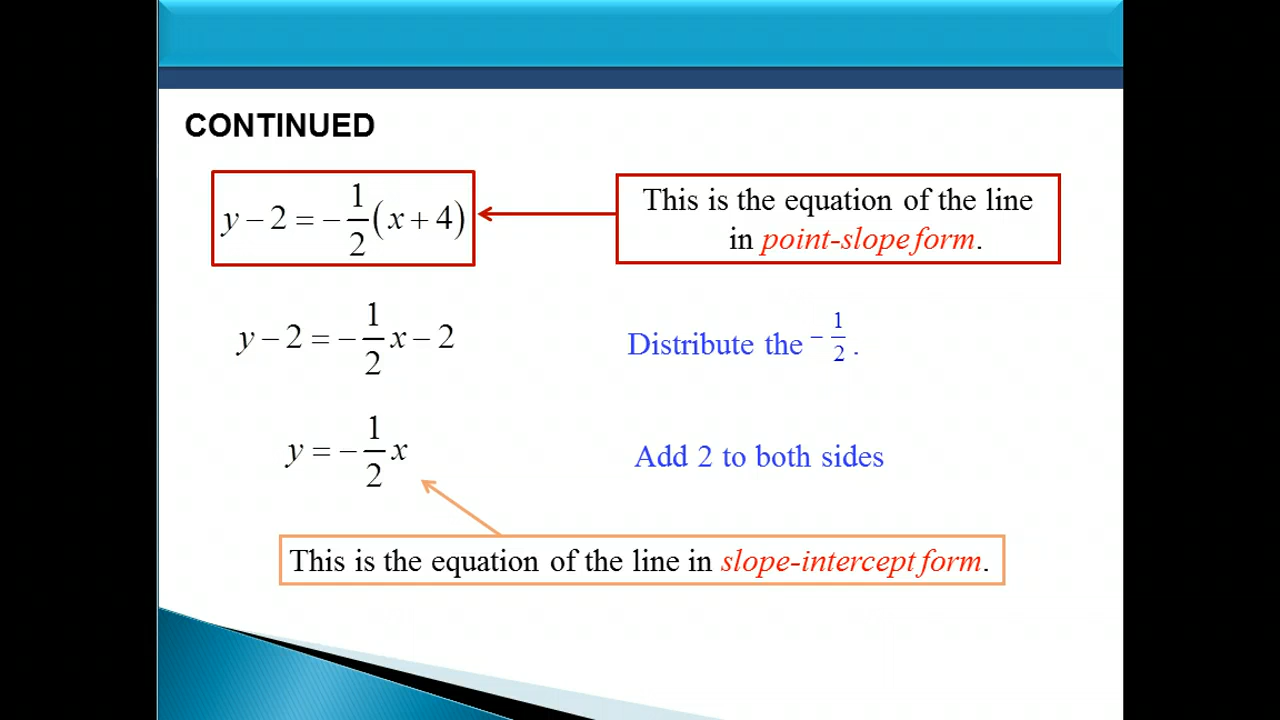 CONTINUED
y − 2 = −1/2(x + 4)
This is the equation of the line
in point-slope form.
y − 2 = −1/2x − 2
Distribute the −1/2.
y = −1/2x
Add 2 to both sides
This is the equation of the line in slope-intercept form.